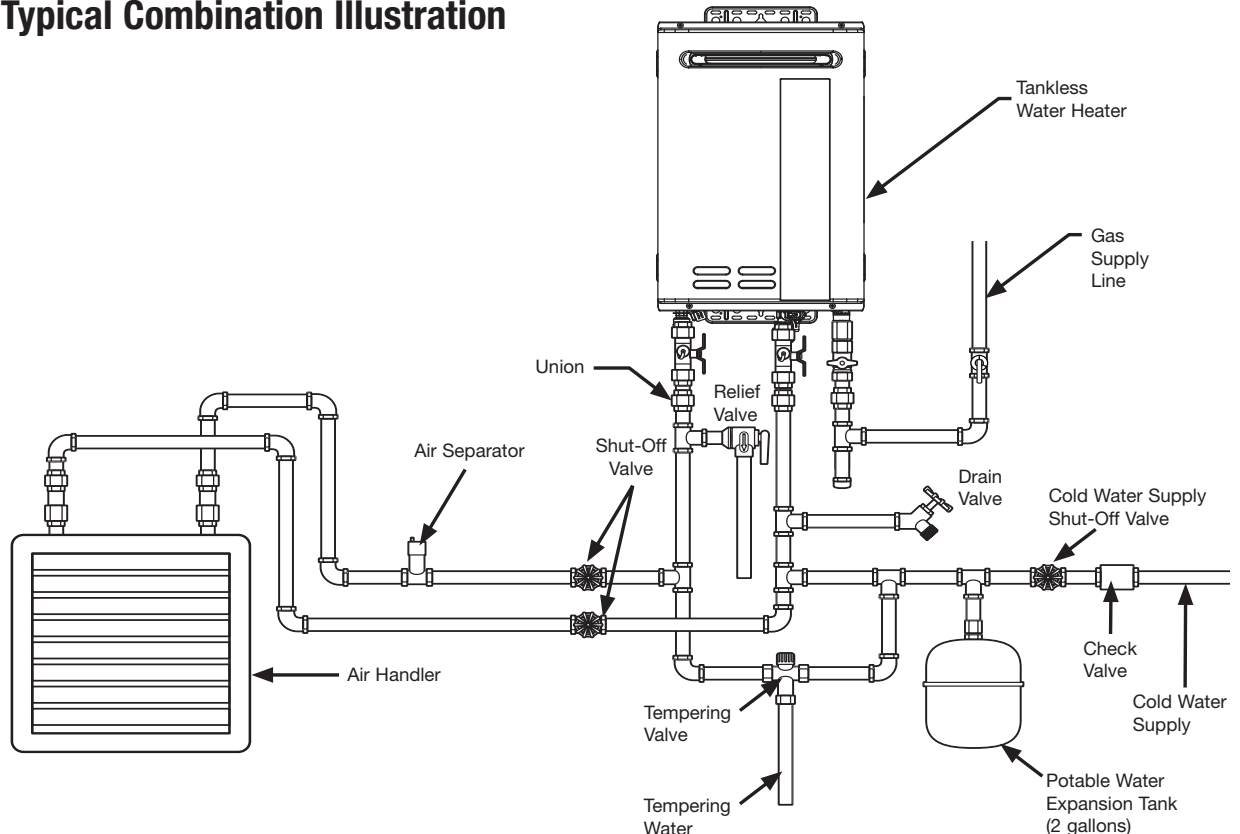 Typical Combination Illustration
Tankless
Water Heater
Gas
Supply
Line
Union
Relief
Valve
Air Separator
Shut-Off
Valve
Drain
Valve
Cold Water Supply
Shut-Off Valve
Air Handler
Check
Valve
Cold Water
Supply
Tempering
Valve
Potable Water
Expansion Tank
(2 gallons)
Tempering
Water